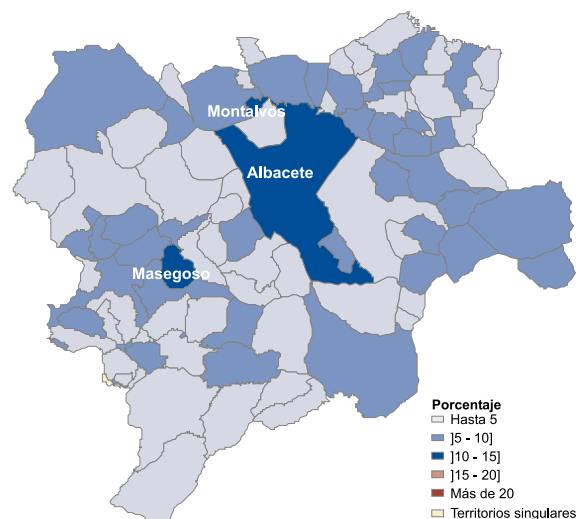 Montalvos
Albacete
Masegoso
Porcentaje
Hasta 5
]5 - 10]
]10 - 15]
]15 - 20]
Más de 20
Territorios singulares